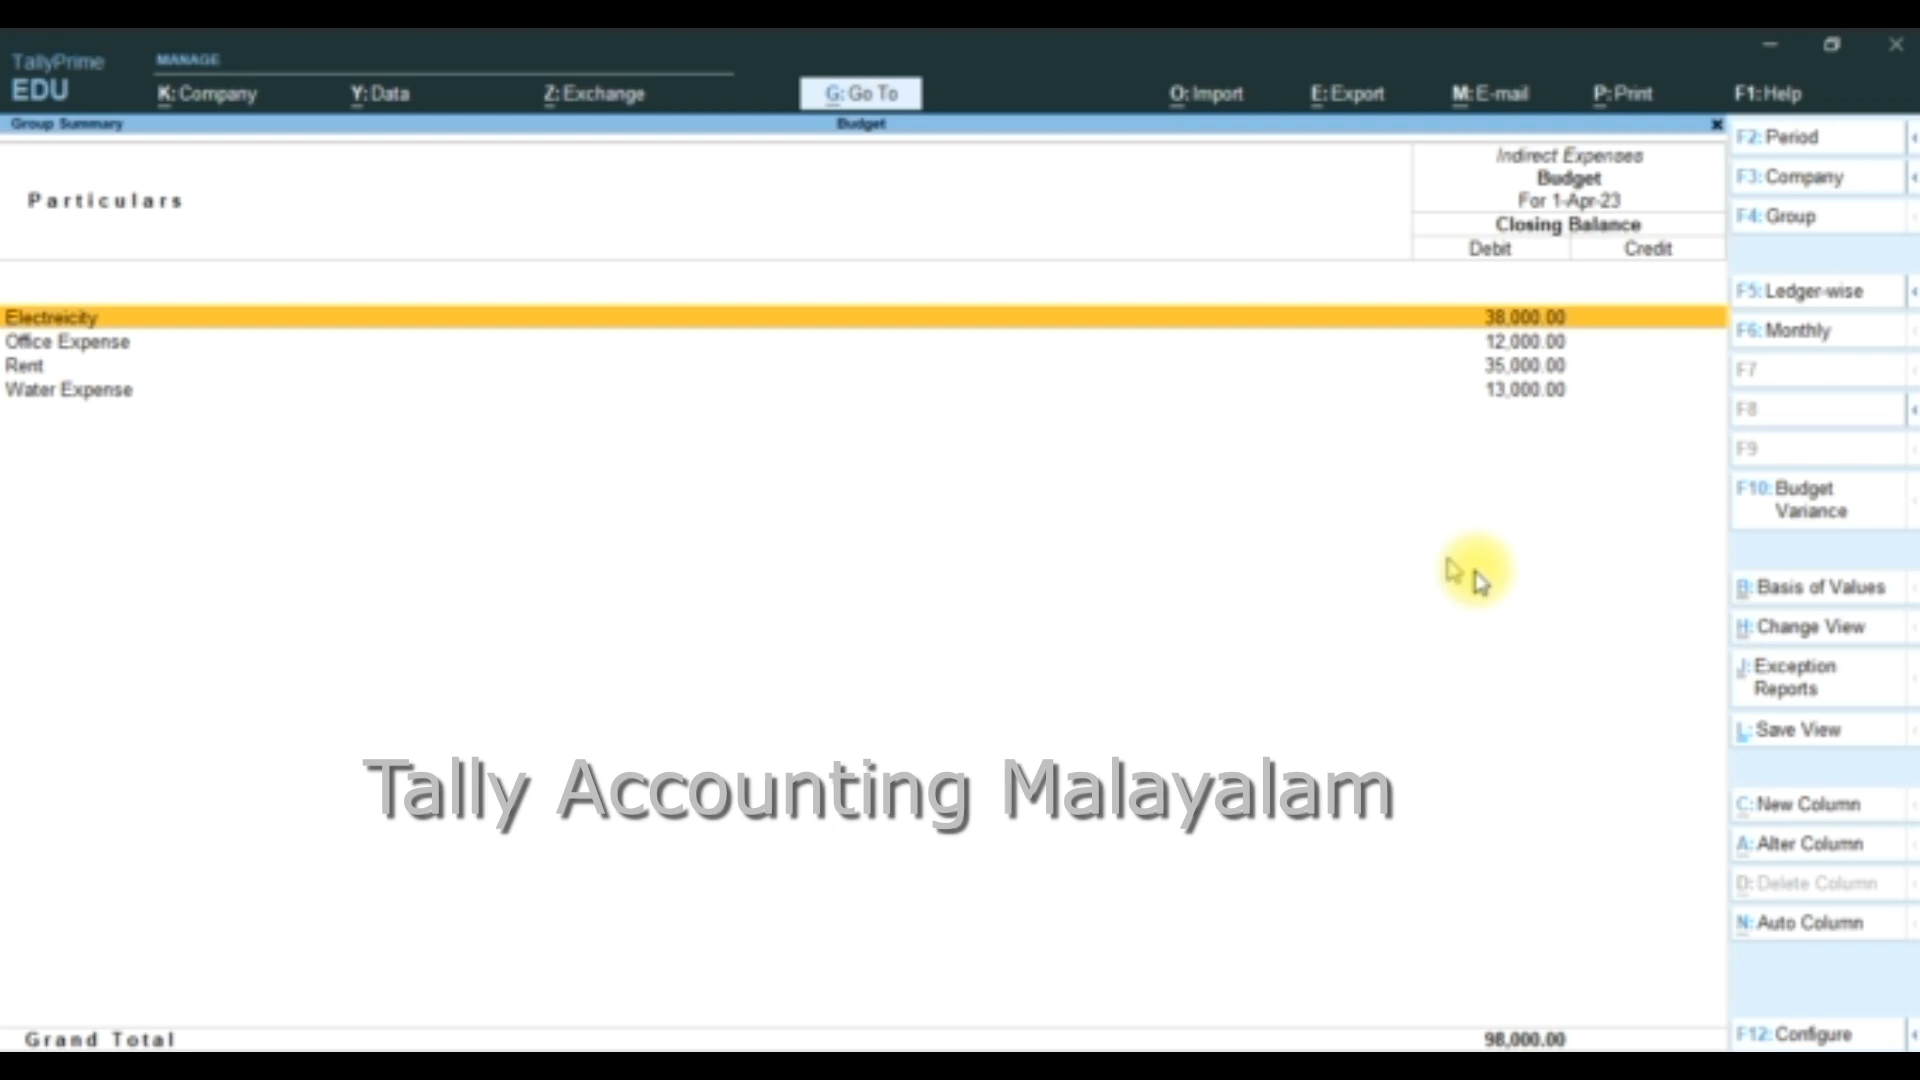 TallyPrime
EDU
MANAGE
K: Company Y: Data Z: Exchange G: Go To O: Import E: Export M: E-mail P: Print F1: Help
Group Summary Budget
Particulars
Indirect Expenses
Budget
For 1-Apr-23
Closing Balance
Debit Credit
Electreicity 38,000.00
Office Expense 12,000.00
Rent 35,000.00
Water Expense 13,000.00
Tally Accounting Malayalam
Grand Total 98,000.00
F2: Period
F3: Company
F4: Group
F5: Ledger-wise
F6: Monthly
F7
F8
F9
F10: Budget
Variance
B: Basis of Values
H: Change View
J: Exception
Reports
L: Save View
C: New Column
A: Alter Column
D: Delete Column
N: Auto Column
F12: Configure